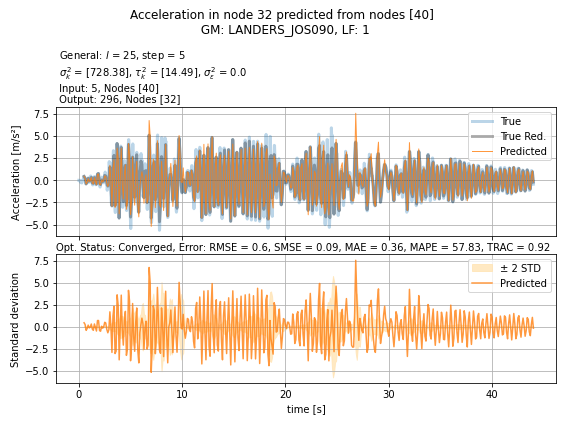 Acceleration in node 32 predicted from nodes [40]
GM: LANDERS_JOS090, LF: 1
General: l = 25, step = 5
σ²ₖ = [728.38], τ²ₖ = [14.49], σ²ε = 0.0
Input: 5, Nodes [40]
Output: 296, Nodes [32]
7.5
5.0
2.5
0.0
−2.5
−5.0
Acceleration [m/s²]
True
True Red.
Predicted
Opt. Status: Converged, Error: RMSE = 0.6, SMSE = 0.09, MAE = 0.36, MAPE = 57.83, TRAC = 0.92
7.5
5.0
2.5
0.0
−2.5
−5.0
Standard deviation
± 2 STD
Predicted
0 10 20 30 40
time [s]